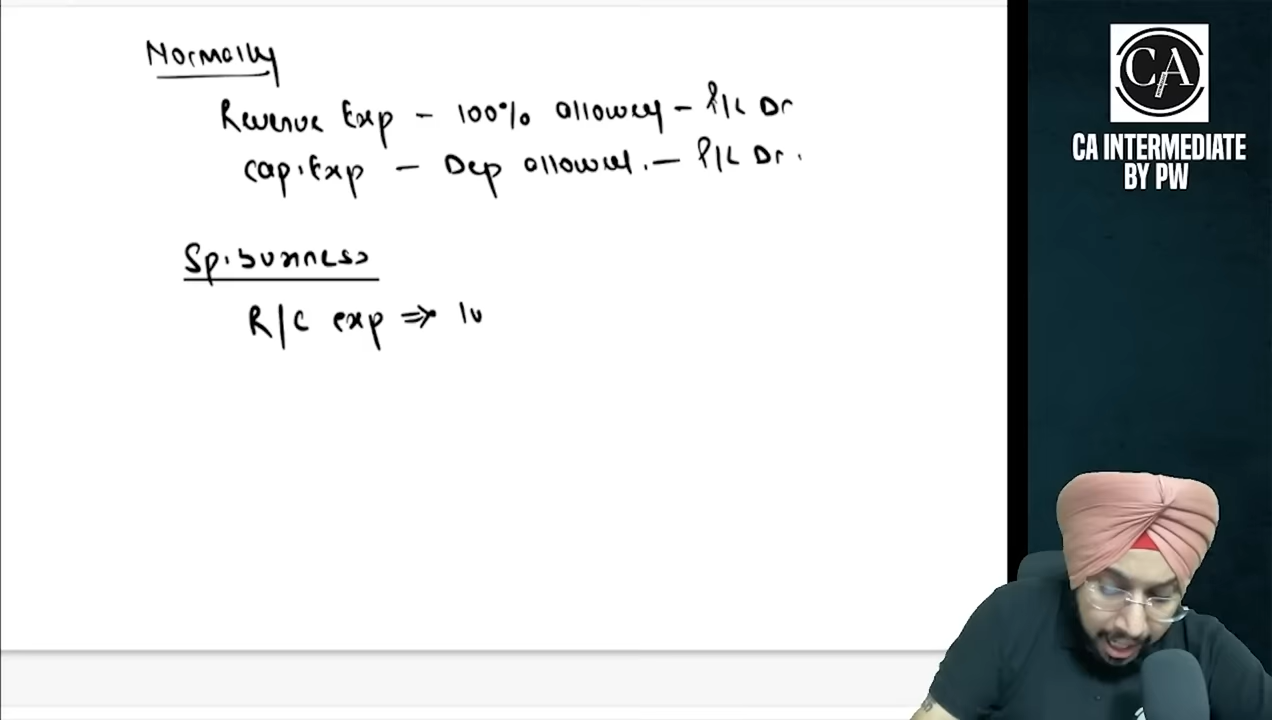 Normally
Revenue Exp - 100% allowed - P/L Dr
Cap. Exp - Dep allowed. - P/L Dr.
Sp. business
R/C exp ⇒ 10
CA
CA INTERMEDIATE
BY PW